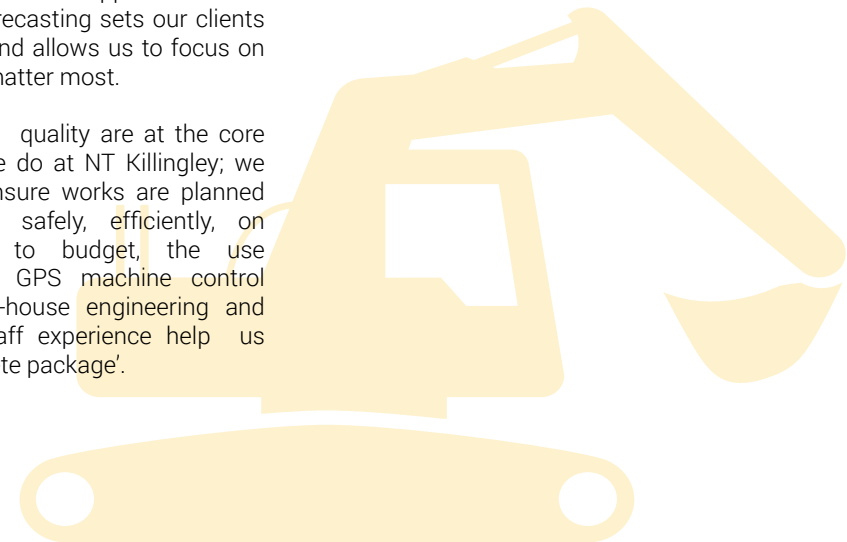 recasting sets our clients
nd allows us to focus on
natter most.
quality are at the core
e do at NT Killingley; we
nsure works are planned
safely, efficiently, on
to budget, the use
GPS machine control
-house engineering and
aff experience help us
te package'.